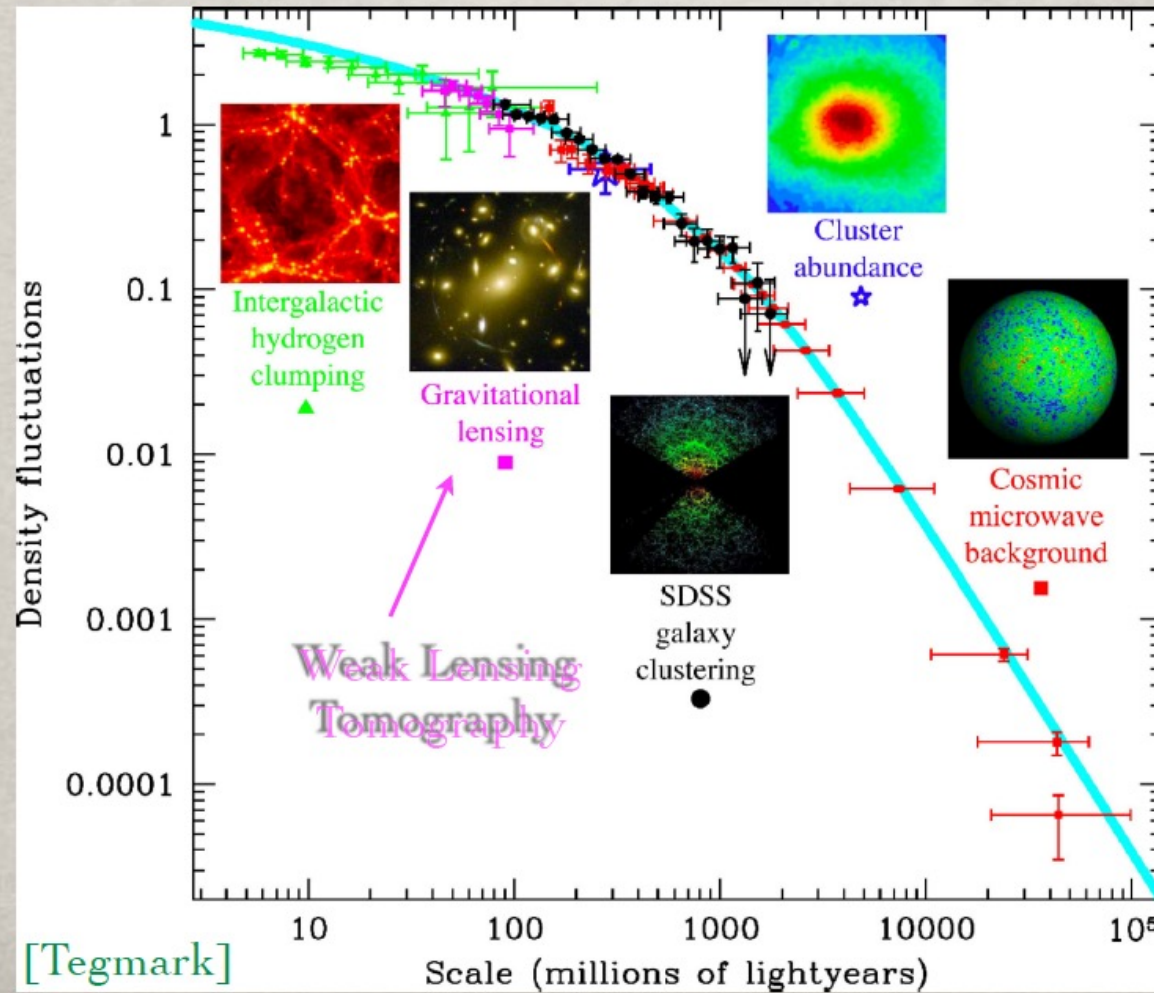 Density fluctuations
1
0.1
0.01
0.001
0.0001
Intergalactic
hydrogen
clumping
Gravitational
lensing
Weak Lensing
Tomography
SDSS
galaxy
clustering
Cluster
abundance
Cosmic
microwave
background
10
100
1000
10000
10⁵
Scale (millions of lightyears)
[Tegmark]